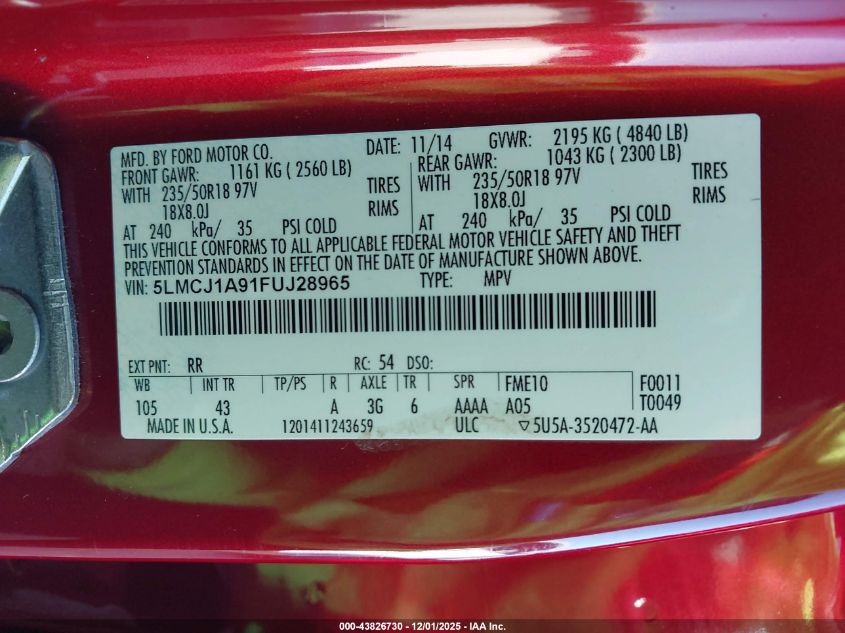 MFD. BY FORD MOTOR CO. DATE: 11/14 GVWR: 2195 KG ( 4840 LB)
FRONT GAWR: 1161 KG ( 2560 LB) REAR GAWR: 1043 KG ( 2300 LB)
WITH 235/50R18 97V TIRES WITH 235/50R18 97V TIRES
18X8.0J RIMS 18X8.0J RIMS
AT 240 kPa/ 35 PSI COLD AT 240 kPa/ 35 PSI COLD
THIS VEHICLE CONFORMS TO ALL APPLICABLE FEDERAL MOTOR VEHICLE SAFETY AND THEFT
PREVENTION STANDARDS IN EFFECT ON THE DATE OF MANUFACTURE SHOWN ABOVE.
VIN: 5LMCJ1A91FUJ28965 TYPE: MPV
EXT PNT: RR RC: 54 DSO:
WB INT TR TP/PS R AXLE TR SPR FME10 F0011
105 43 A 3G 6 AAAA A05 T0049
MADE IN U.S.A. 1201411243659 ULC ▽5U5A-3520472-AA
000-43826730 - 12/01/2025 - IAA Inc.